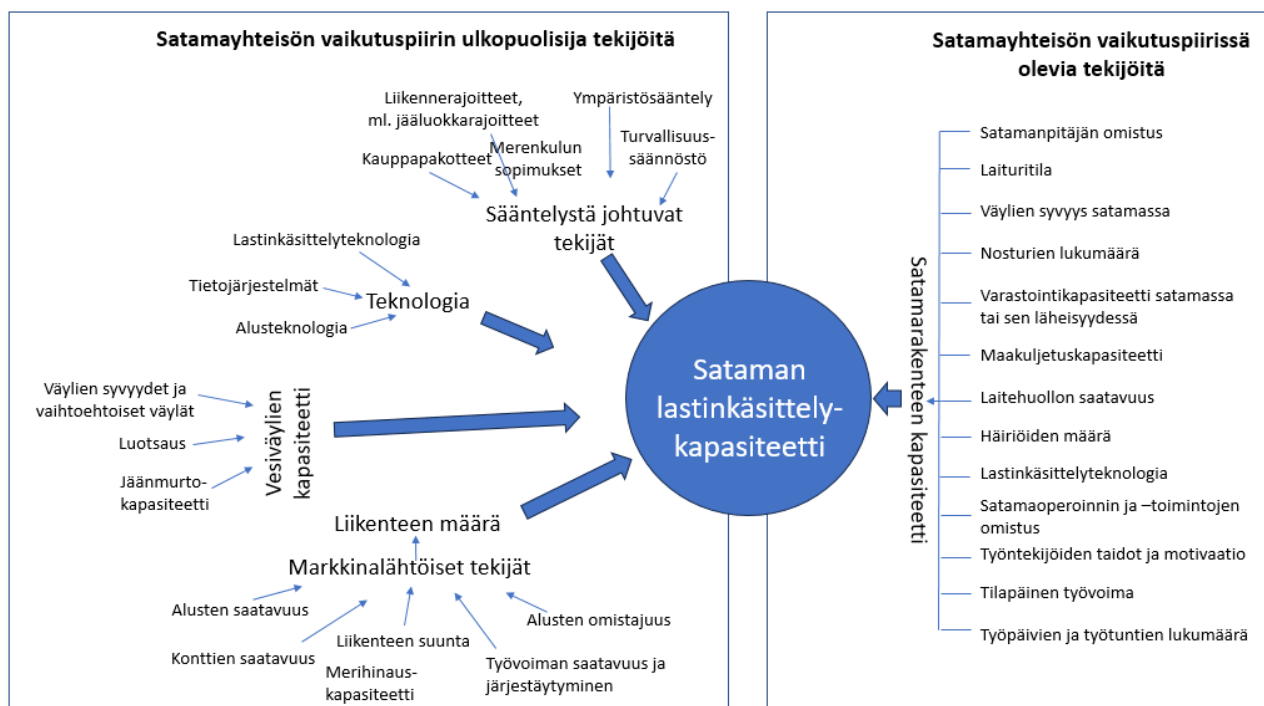 Satamayhteisön vaikutuspiirin ulkopuolisija tekijöitä
Liikennerajoitteet,
ml. jääluokkarajoitteet
Ympäristösääntely
Kauppapakotteet
Merenkulun
sopimukset
Turvallisuus-
säännöstö
Sääntelystä johtuvat
tekijät
Lastinkäsittelyteknologia
Tietojärjestelmät
Alusteknologia
Teknologia
Väylien syvyydet ja
vaihtoehtoiset väylät
Luotsaus
Jäänmurto-
kapasiteetti
Vesiväylien
kapasiteetti
Liikenteen määrä
Markkinalähtöiset tekijät
Alusten saatavuus
Konttien saatavuus
Liikenteen suunta
Merihinaus-
kapasiteetti
Työvoiman saatavuus ja
järjestäytyminen
Alusten omistajuus
Sataman
lastinkäsittely-
kapasiteetti
Satamayhteisön vaikutuspiirissä
olevia tekijöitä
Satamarakenteen kapasiteetti
Satamanpitäjän omistus
Laituritila
Väylien syvyys satamassa
Nosturien lukumäärä
Varastointikapasiteetti satamassa
tai sen läheisyydessä
Maakuljetuskapasiteetti
Laitehuollon saatavuus
Häiriöiden määrä
Lastinkäsittelyteknologia
Satamaoperoinnin ja –toimintojen
omistus
Työntekijöiden taidot ja motivaatio
Tilapäinen työvoima
Työpäivien ja työtuntien lukumäärä